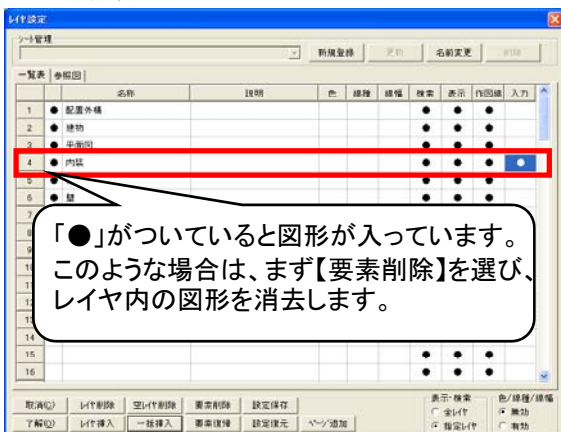 レイヤ設定
シート管理
新規登録 更新 名前変更 削除
一覧表 参照図
名称 説明 色 線種 線幅 検索 表示 作図線 入力
1 ● 配置外構 ● ● ●
2 ● 建物 ● ● ●
3 ● 平面図 ● ● ●
4 ● 内装 ● ● ● ●
5 ● ● ● ●
6 ● 壁 ● ● ●
「●」がついていると図形が入っています。
このような場合は、まず【要素削除】を選び、
レイヤ内の図形を消去します。
14
15 ● ● ●
16 ● ● ●
取消(Q) レイヤ削除 空レイヤ削除 要素削除 設定保存
了解(Q) レイヤ挿入 一括挿入 要素復帰 設定復元 ページ追加
表示・検索
全レイヤ
指定レイヤ
色/線種/線幅
無効
有効